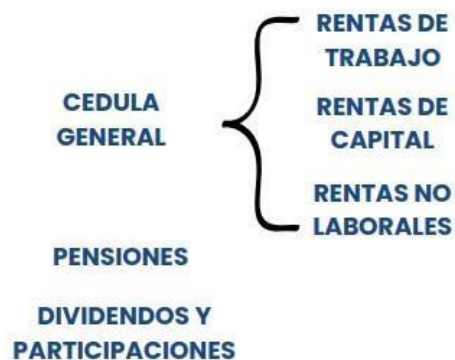 CEDULA
GENERAL
RENTAS DE
TRABAJO
RENTAS DE
CAPITAL
RENTAS NO
LABORALES
PENSIONES
DIVIDENDOS Y
PARTICIPACIONES